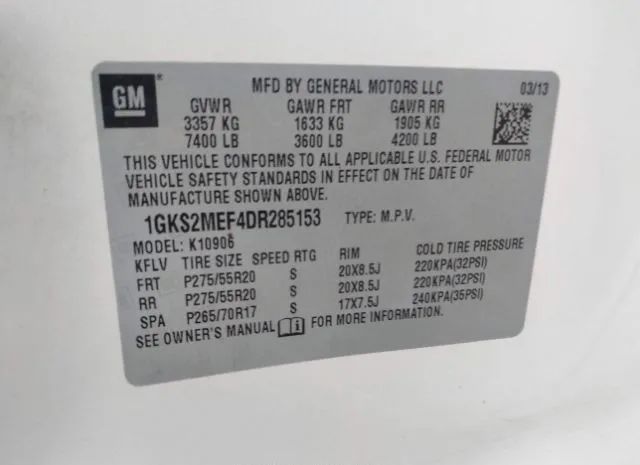 GM
MFD BY GENERAL MOTORS LLC 03/13
GVWR GAWR FRT GAWR RR
3357 KG 1633 KG 1905 KG
7400 LB 3600 LB 4200 LB
THIS VEHICLE CONFORMS TO ALL APPLICABLE U.S. FEDERAL MOTOR
VEHICLE SAFETY STANDARDS IN EFFECT ON THE DATE OF
MANUFACTURE SHOWN ABOVE.
1GKS2MEF4DR285153 TYPE: M.P.V.
MODEL: K10906
KFLV TIRE SIZE SPEED RTG RIM COLD TIRE PRESSURE
FRT P275/55R20 S 20X8.5J 220KPA(32PSI)
RR P275/55R20 S 20X8.5J 220KPA(32PSI)
SPA P265/70R17 S 17X7.5J 240KPA(35PSI)
SEE OWNER'S MANUAL FOR MORE INFORMATION.